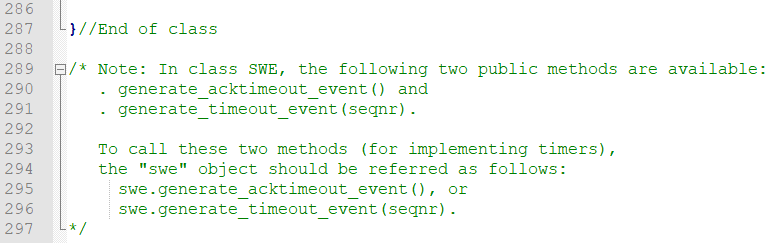 286
287 }//End of class
288
289 /* Note: In class SWE, the following two public methods are available:
290 . generate_acktimeout_event() and
291 . generate_timeout_event(seqnr).
292
293 To call these two methods (for implementing timers),
294 the "swe" object should be referred as follows:
295 swe.generate_acktimeout_event(), or
296 swe.generate_timeout_event(seqnr).
297 */